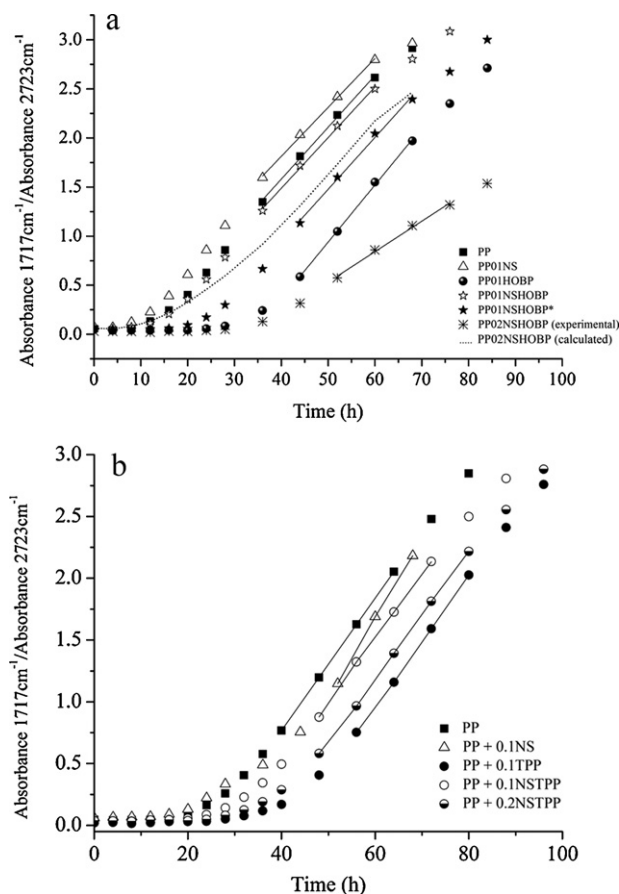 a
3.0
2.5
2.0
1.5
1.0
0.5
0.0
Absorbance 1717cm⁻¹/Absorbance 2723cm⁻¹
PP
PP01NS
PP01HOBP
PP01NSHOBP
PP01NSHOBP*
PP02NSHOBP (experimental)
PP02NSHOBP (calculated)
0 10 20 30 40 50 60 70 80 90 100
Time (h)
b
3.0
2.5
2.0
1.5
1.0
0.5
0.0
Absorbance 1717cm⁻¹/Absorbance 2723cm⁻¹
PP
PP + 0.1NS
PP + 0.1TPP
PP + 0.1NSTPP
PP + 0.2NSTPP
0 20 40 60 80 100
Time (h)